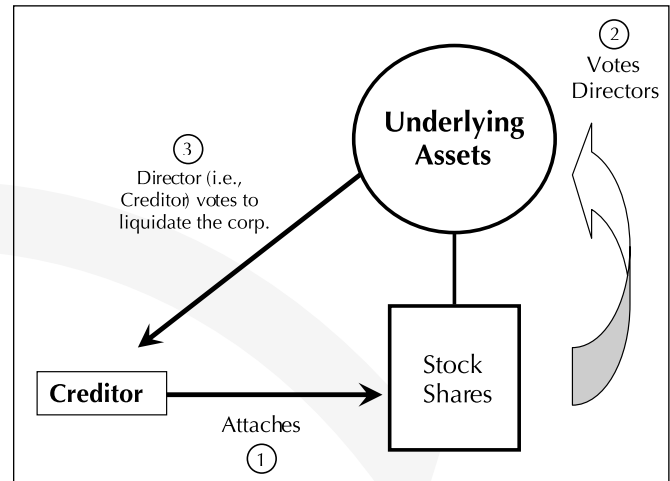 2
Votes
Directors
Underlying
Assets
3
Director (i.e.,
Creditor) votes to
liquidate the corp.
Stock
Shares
Creditor
Attaches
1